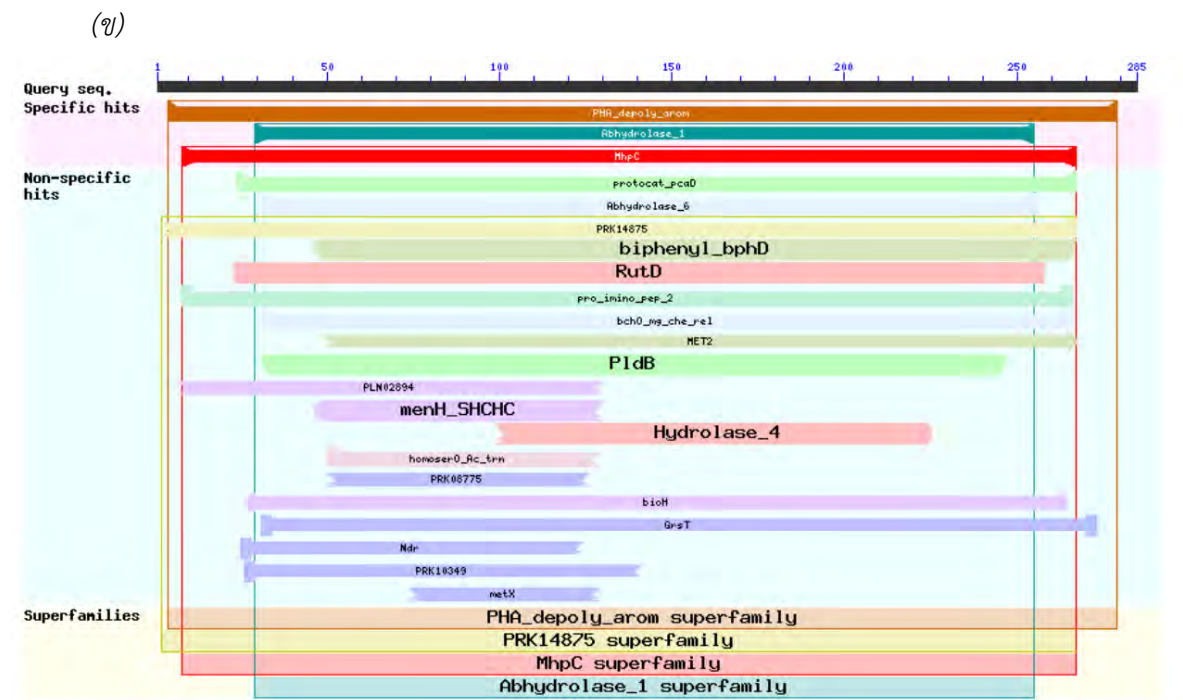 (ข)
1 50 100 150 200 250 285
Query seq.
Specific hits
PHA_depoly_arom
Abhydrolase_1
MhpC
Non-specific
hits
protocat_pcaD
Abhydrolase_6
PRK14875
biphenyl_bphD
RutD
pro_imino_pep_2
bchO_mg_che_rel
MET2
PldB
PLN02894
menH_SHCHC
Hydrolase_4
homoserO_Ac_trn
PRK08775
bioH
GrsT
Ndr
PRK10349
metX
Superfamilies
PHA_depoly_arom superfamily
PRK14875 superfamily
MhpC superfamily
Abhydrolase_1 superfamily